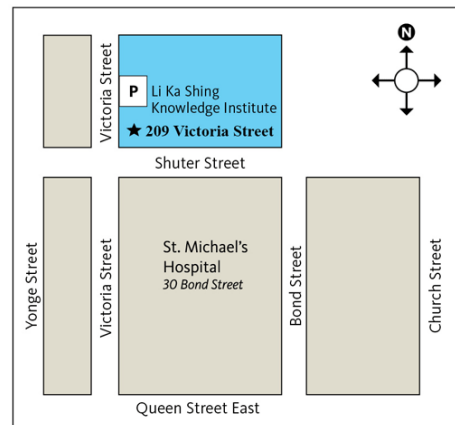 N
Victoria Street
P
Li Ka Shing
Knowledge Institute
★ 209 Victoria Street
Shuter Street
Yonge Street
Victoria Street
St. Michael's
Hospital
30 Bond Street
Bond Street
Church Street
Queen Street East